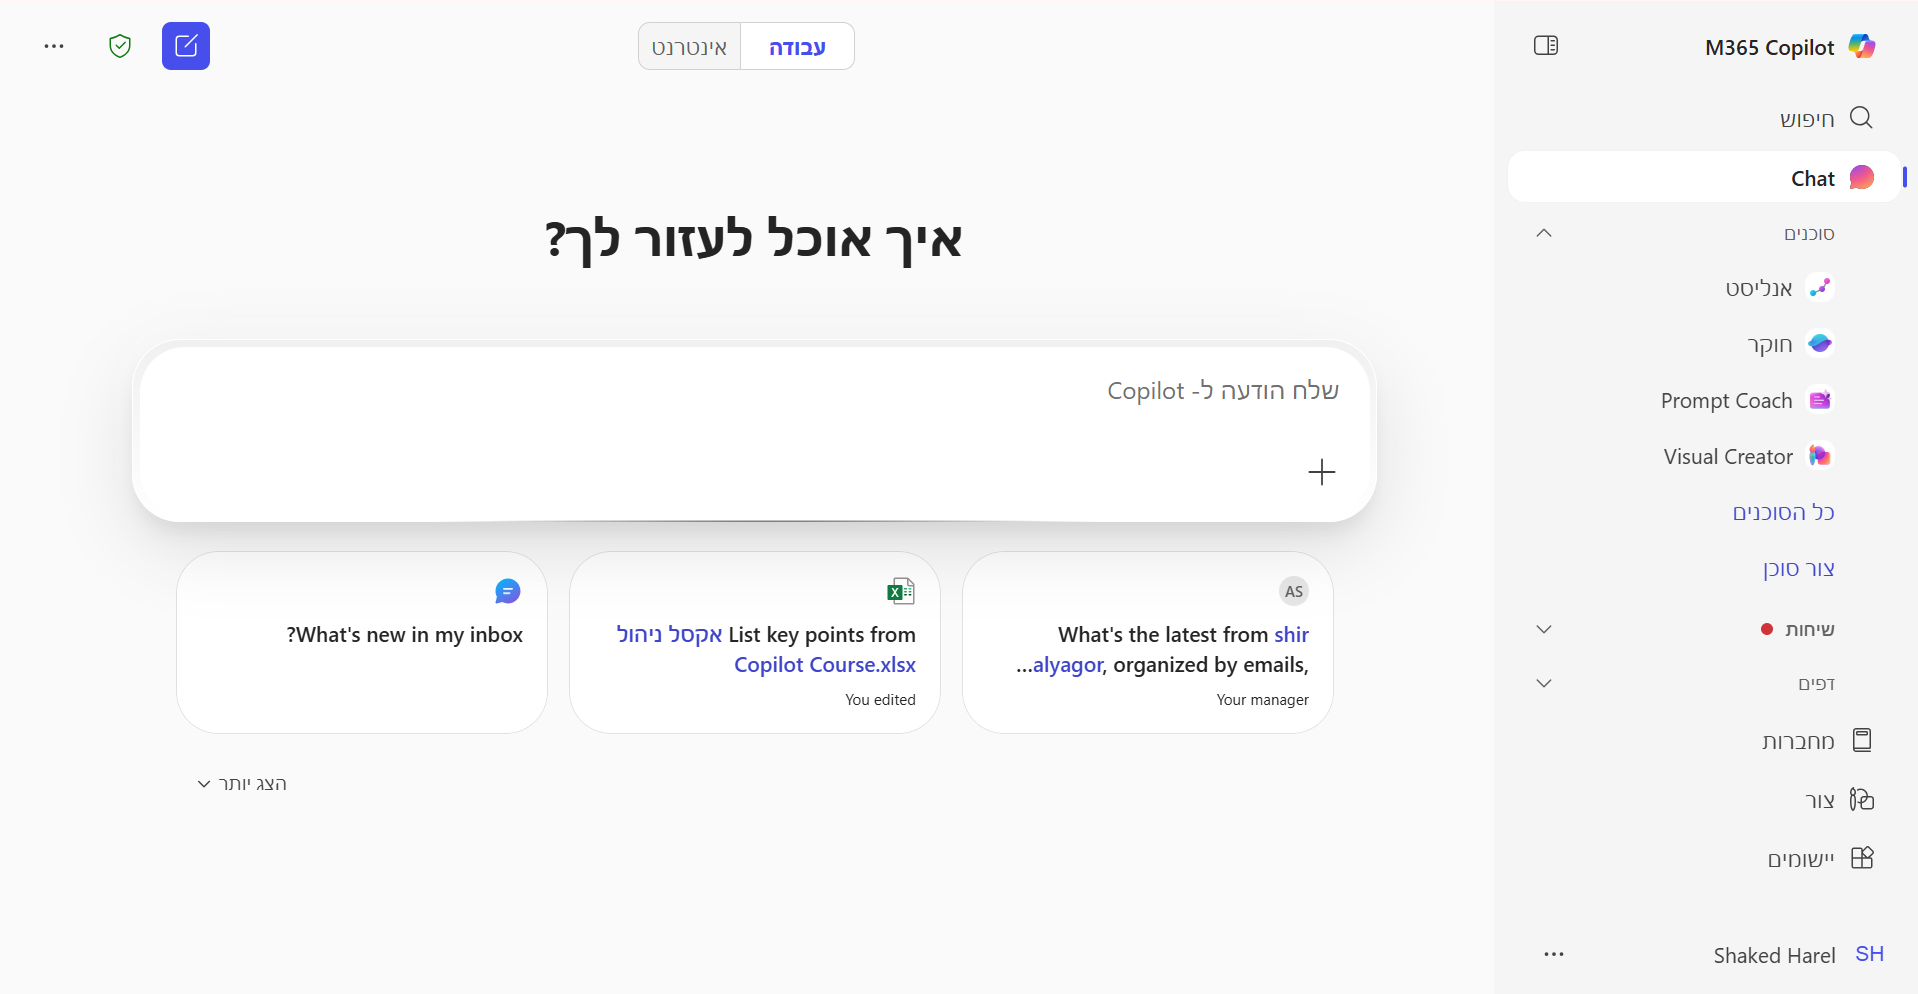 M365 Copilot
חיפוש
Chat
סוכנים
אנליסט
חוקר
Prompt Coach
Visual Creator
כל הסוכנים
צור סוכן
שיחות
דפים
מחברות
צור
יישומים
SH Shaked Harel
עבודה
אינטרנט
איך אוכל לעזור לך?
שלח הודעה ל- Copilot
AS
What's the latest from shir
alyagor, organized by emails,...
Your manager
List key points from אקסל ניהול
Copilot Course.xlsx
You edited
What's new in my inbox?
הצג יותר